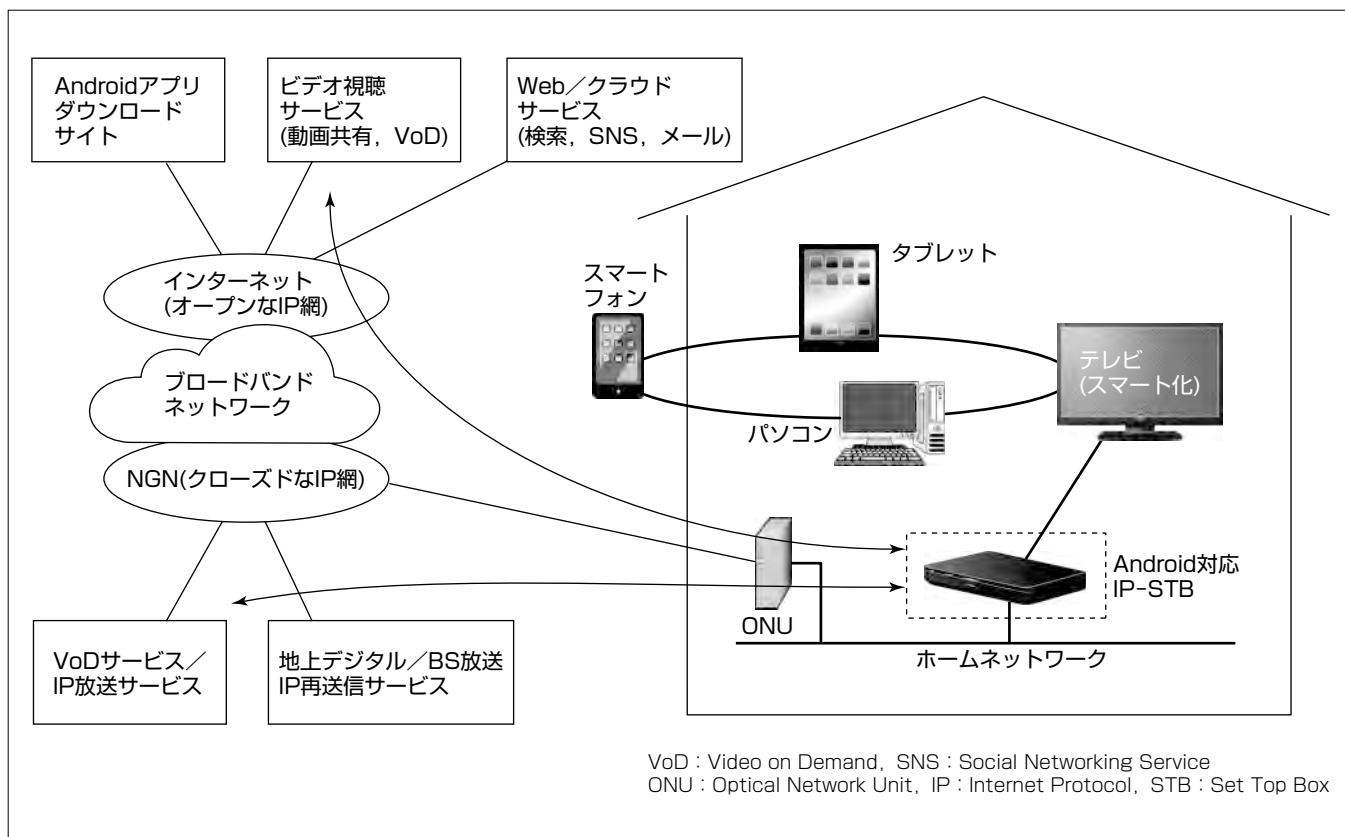 Androidアプリ
ダウンロード
サイト
ビデオ視聴
サービス
(動画共有，VoD)
Web／クラウド
サービス
(検索，SNS，メール)
インターネット
(オープンなIP網)
ブロードバンド
ネットワーク
NGN(クローズドなIP網)
VoDサービス／
IP放送サービス
地上デジタル／BS放送
IP再送信サービス
スマート
フォン
タブレット
パソコン
テレビ
(スマート化)
Android対応
IP-STB
ONU
ホームネットワーク
VoD：Video on Demand，SNS：Social Networking Service
ONU：Optical Network Unit，IP：Internet Protocol，STB：Set Top Box